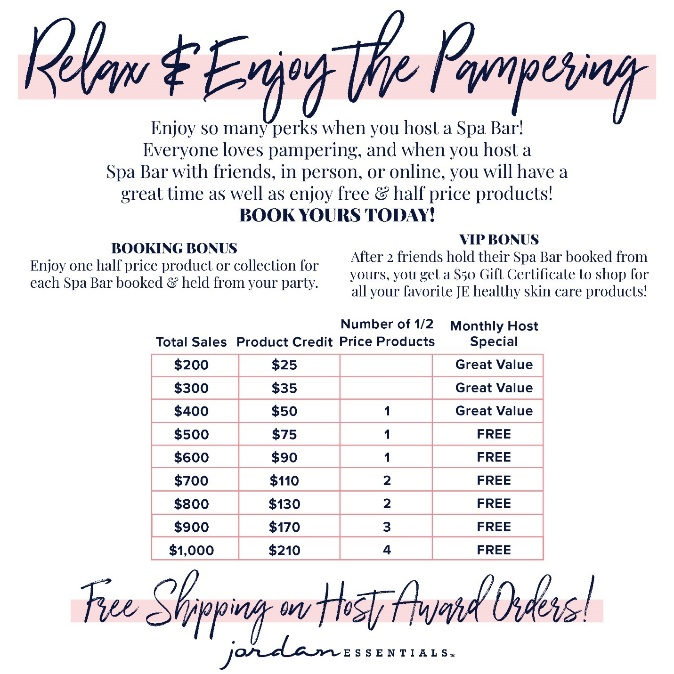 Relax & Enjoy the Pampering
Enjoy so many perks when you host a Spa Bar!
Everyone loves pampering, and when you host a
Spa Bar with friends, in person, or online, you will have a
great time as well as enjoy free & half price products!
BOOK YOURS TODAY!
BOOKING BONUS
Enjoy one half price product or collection for
each Spa Bar booked & held from your party.
VIP BONUS
After 2 friends hold their Spa Bar booked from
yours, you get a $50 Gift Certificate to shop for
all your favorite JE healthy skin care products!
Number of 1/2 Monthly Host
Total Sales Product Credit Price Products Special
$200 $25 Great Value
$300 $35 Great Value
$400 $50 1 Great Value
$500 $75 1 FREE
$600 $90 1 FREE
$700 $110 2 FREE
$800 $130 2 FREE
$900 $170 3 FREE
$1,000 $210 4 FREE
Free Shipping on Host Award Orders!
jordan ESSENTIALS™